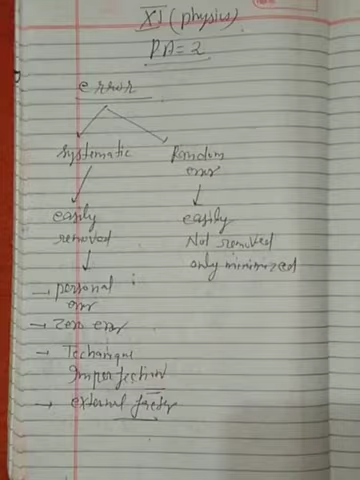 XI (physics)
DA = 2
error
systematic
Random
error
easily
removed
easily
Not removed
only minimized
→ personal
error
→ zero error
→ Technique
Imperfection
→ external factor